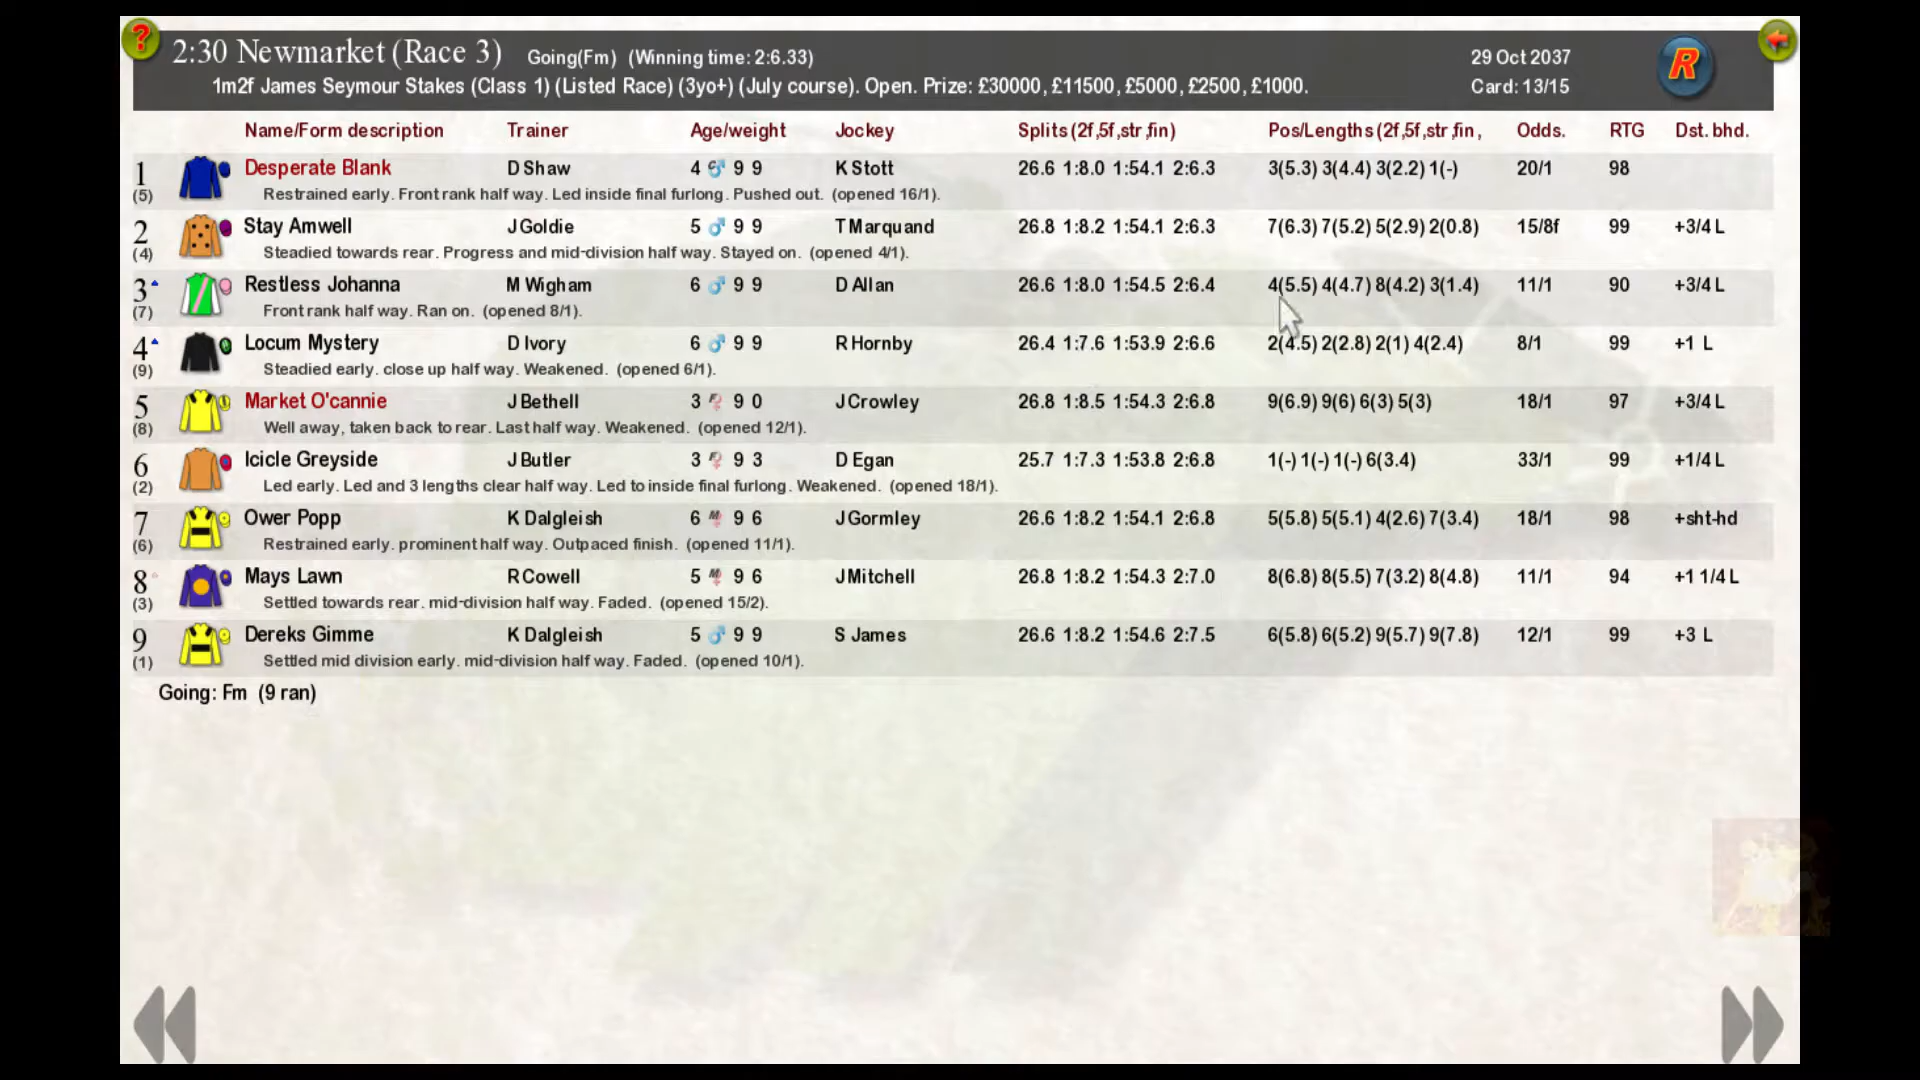 2:30 Newmarket (Race 3) Going(Fm) (Winning time: 2:6.33) 29 Oct 2037
1m2f James Seymour Stakes (Class 1) (Listed Race) (3yo+) (July course). Open. Prize: £30000, £11500, £5000, £2500, £1000. Card: 13/15
R
?
Name/Form description Trainer Age/weight Jockey Splits (2f,5f,str,fin) Pos/Lengths (2f,5f,str,fin, Odds. RTG Dst. bhd.
1 Desperate Blank D Shaw 4 9 9 K Stott 26.6 1:8.0 1:54.1 2:6.3 3(5.3) 3(4.4) 3(2.2) 1(-) 20/1 98
(5) Restrained early. Front rank half way. Led inside final furlong. Pushed out. (opened 16/1).
2 Stay Amwell J Goldie 5 9 9 T Marquand 26.8 1:8.2 1:54.1 2:6.3 7(6.3) 7(5.2) 5(2.9) 2(0.8) 15/8f 99 +3/4 L
(4) Steadied towards rear. Progress and mid-division half way. Stayed on. (opened 4/1).
3 Restless Johanna M Wigham 6 9 9 D Allan 26.6 1:8.0 1:54.5 2:6.4 4(5.5) 4(4.7) 8(4.2) 3(1.4) 11/1 90 +3/4 L
(7) Front rank half way. Ran on. (opened 8/1).
4 Locum Mystery D Ivory 6 9 9 R Hornby 26.4 1:7.6 1:53.9 2:6.6 2(4.5) 2(2.8) 2(1) 4(2.4) 8/1 99 +1 L
(9) Steadied early. close up half way. Weakened. (opened 6/1).
5 Market O'cannie J Bethell 3 9 0 J Crowley 26.8 1:8.5 1:54.3 2:6.8 9(6.9) 9(6) 6(3) 5(3) 18/1 97 +3/4 L
(8) Well away, taken back to rear. Last half way. Weakened. (opened 12/1).
6 Icicle Greyside J Butler 3 9 3 D Egan 25.7 1:7.3 1:53.8 2:6.8 1(-) 1(-) 1(-) 6(3.4) 33/1 99 +1/4 L
(2) Led early. Led and 3 lengths clear half way. Led to inside final furlong. Weakened. (opened 18/1).
7 Ower Popp K Dalgleish 6 9 6 J Gormley 26.6 1:8.2 1:54.1 2:6.8 5(5.8) 5(5.1) 4(2.6) 7(3.4) 18/1 98 +sht-hd
(6) Restrained early. prominent half way. Outpaced finish. (opened 11/1).
8 Mays Lawn R Cowell 5 9 6 J Mitchell 26.8 1:8.2 1:54.3 2:7.0 8(6.8) 8(5.5) 7(3.2) 8(4.8) 11/1 94 +1 1/4 L
(3) Settled towards rear. mid-division half way. Faded. (opened 15/2).
9 Dereks Gimme K Dalgleish 5 9 9 S James 26.6 1:8.2 1:54.6 2:7.5 6(5.8) 6(5.2) 9(5.7) 9(7.8) 12/1 99 +3 L
(1) Settled mid division early. mid-division half way. Faded. (opened 10/1).
Going: Fm (9 ran)